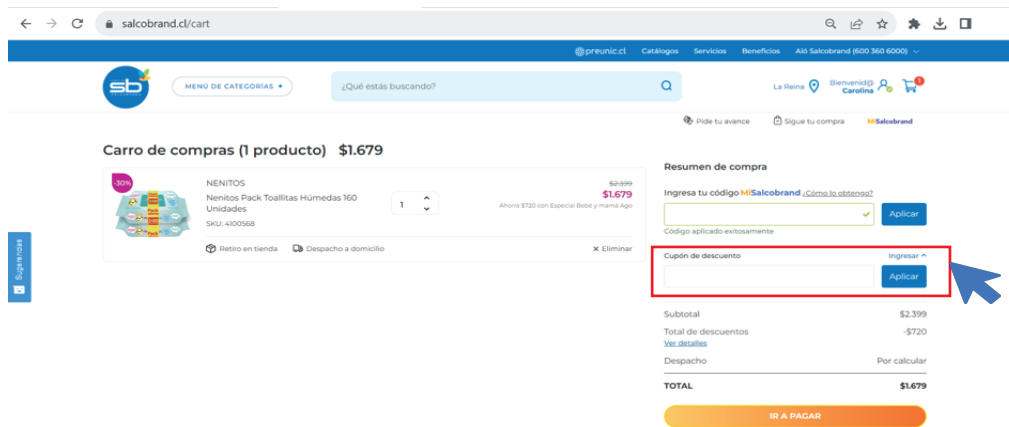 salcobrand.cl/cart
@preunic.cl Catálogos Servicios Beneficios Aló Salcobrand (600 360 6000)
sb
MENÚ DE CATEGORÍAS
¿Qué estás buscando?
La Reina
Bienvenid@
Carolina
1
Pide tu avance
Sigue tu compra
MiSalcobrand
Carro de compras (1 producto) $1.679
-30%
NENITOS
Nenitos Pack Toallitas Húmedas 160
Unidades
SKU: 4100568
1
$2.399
$1.679
Ahorra $720 con Especial Bebé y mamá Ago
Retiro en tienda
Despacho a domicilio
× Eliminar
Sugerencias
Resumen de compra
Ingresa tu código MiSalcobrand ¿Cómo lo obtengo?
Aplicar
Código aplicado exitosamente
Cupón de descuento
Ingresar
Aplicar
Subtotal $2.399
Total de descuentos -$720
Ver detalles
Despacho Por calcular
TOTAL $1.679
IR A PAGAR